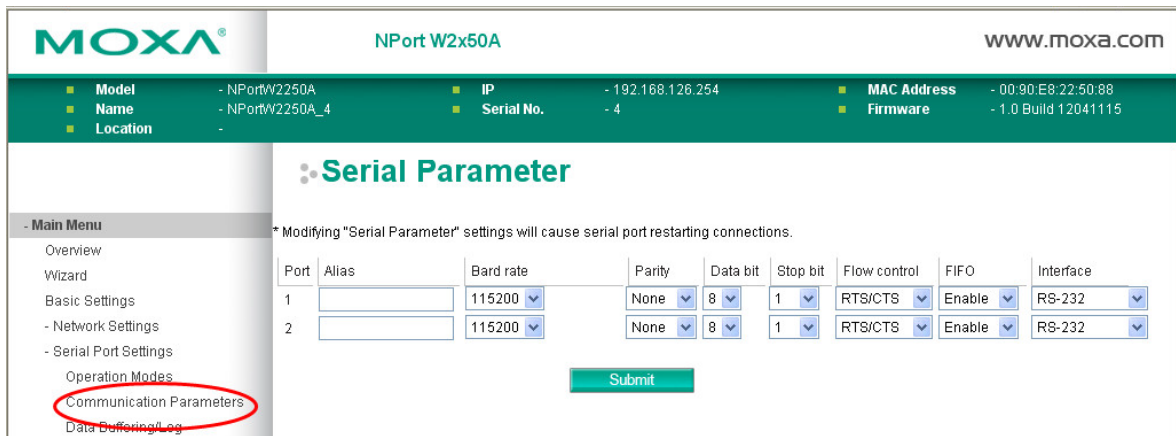 MOXA® NPort W2x50A www.moxa.com
Model - NPortW2250A IP - 192.168.126.254 MAC Address - 00:90:E8:22:50:88
Name - NPortW2250A_4 Serial No. - 4 Firmware - 1.0 Build 12041115
Location -
Serial Parameter
- Main Menu
* Modifying "Serial Parameter" settings will cause serial port restarting connections.
Overview
Wizard
Basic Settings
- Network Settings
- Serial Port Settings
Operation Modes
Communication Parameters
Data Buffering/Log
Port Alias Bard rate Parity Data bit Stop bit Flow control FIFO Interface
1 115200 None 8 1 RTS/CTS Enable RS-232
2 115200 None 8 1 RTS/CTS Enable RS-232
Submit